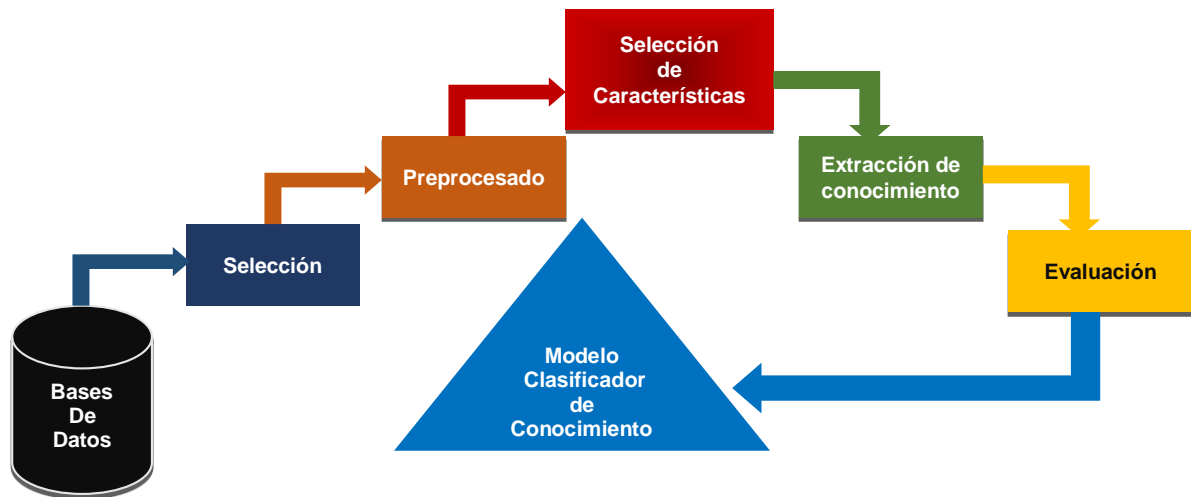 Bases
De
Datos
Selección
Preprocesado
Selección
de
Características
Extracción de
conocimiento
Evaluación
Modelo
Clasificador
de
Conocimiento